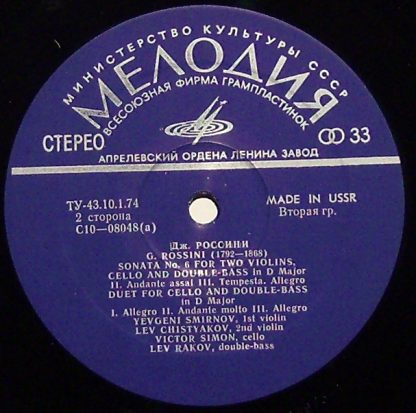 МИНИСТЕРСТВО КУЛЬТУРЫ СССР
МЕЛОДИЯ
ВСЕСОЮЗНАЯ ФИРМА ГРАМПЛАСТИНОК
СТЕРЕО
33
АПРЕЛЕВСКИЙ ОРДЕНА ЛЕНИНА ЗАВОД
ТУ-43.10.1.74
2 сторона
С10—08048(а)
MADE IN USSR
Вторая гр.
Дж. РОССИНИ
G. ROSSINI (1792—1868)
SONATA No. 6 FOR TWO VIOLINS,
CELLO AND DOUBLE-BASS in D Major
II. Andante assai III. Tempesta. Allegro
DUET FOR CELLO AND DOUBLE-BASS
in D Major
I. Allegro II. Andante molto III. Allegro
YEVGENI SMIRNOV, 1st violin
LEV CHISTYAKOV, 2nd violin
VICTOR SIMON, cello
LEV RAKOV, double-bass